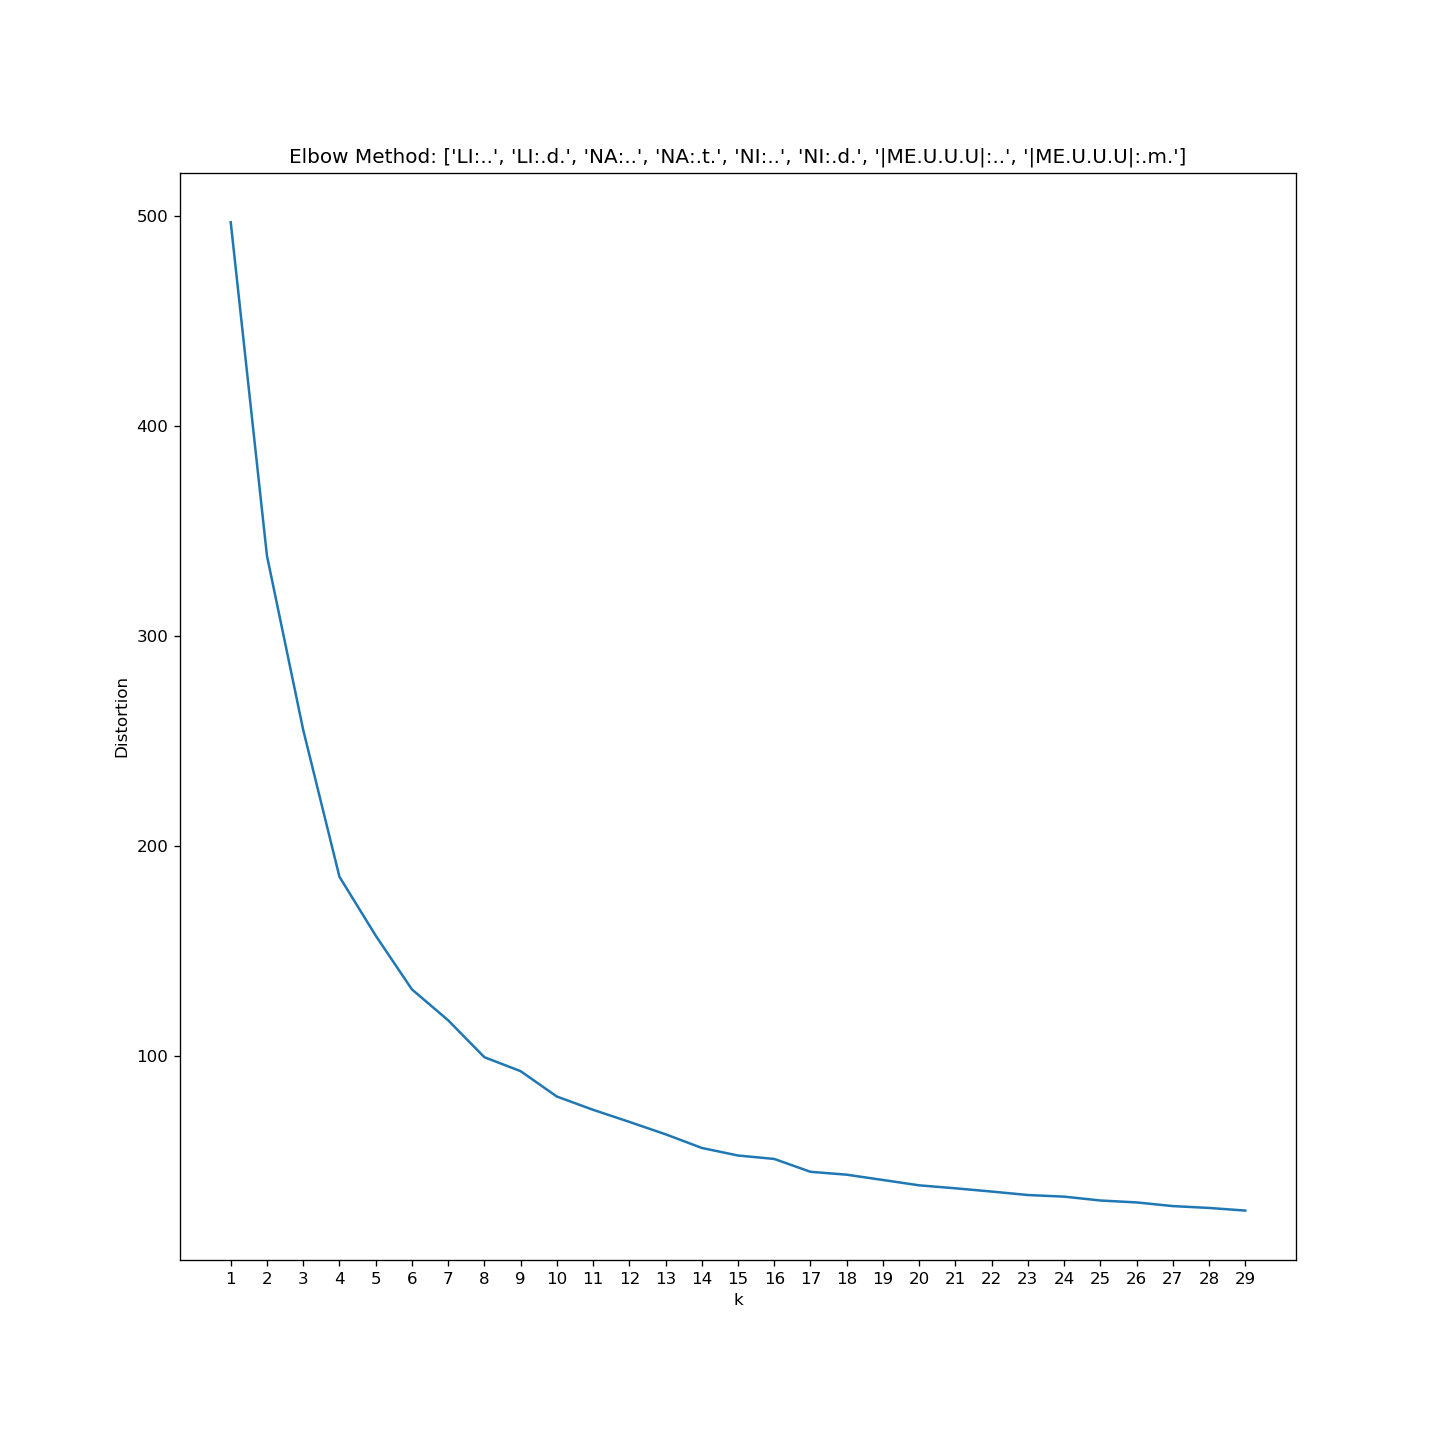 Elbow Method: ['LI:..', 'LI:.d.', 'NA:..', 'NA:.t.', 'NI:..', 'NI:.d.', '|ME.U.U.U|:..', '|ME.U.U.U|:.m.']
500
400
300
200
100
Distortion
1 2 3 4 5 6 7 8 9 10 11 12 13 14 15 16 17 18 19 20 21 22 23 24 25 26 27 28 29
k